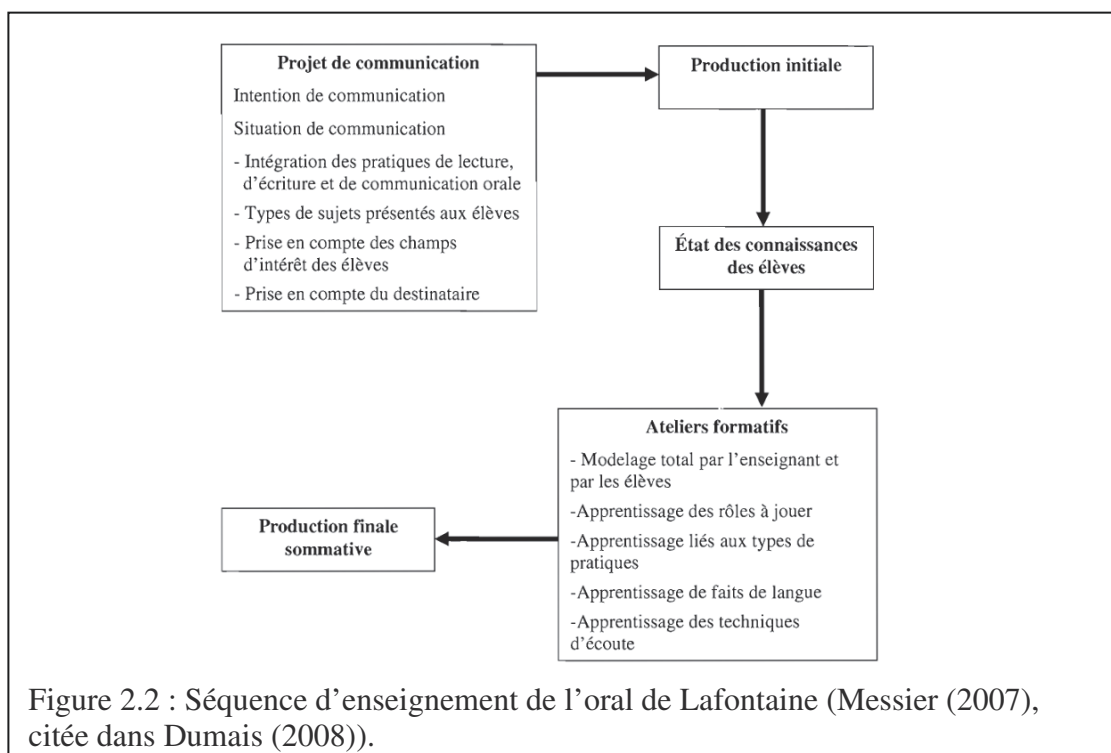 Projet de communication
Intention de communication
Situation de communication
- Intégration des pratiques de lecture,
d'écriture et de communication orale
- Types de sujets présentés aux élèves
- Prise en compte des champs
d'intérêt des élèves
- Prise en compte du destinataire
Production initiale
État des connaissances
des élèves
Ateliers formatifs
- Modelage total par l'enseignant et
par les élèves
-Apprentissage des rôles à jouer
-Apprentissage liés aux types de
pratiques
-Apprentissage de faits de langue
-Apprentissage des techniques
d'écoute
Production finale
sommative
Figure 2.2 : Séquence d'enseignement de l'oral de Lafontaine (Messier (2007),
citée dans Dumais (2008)).